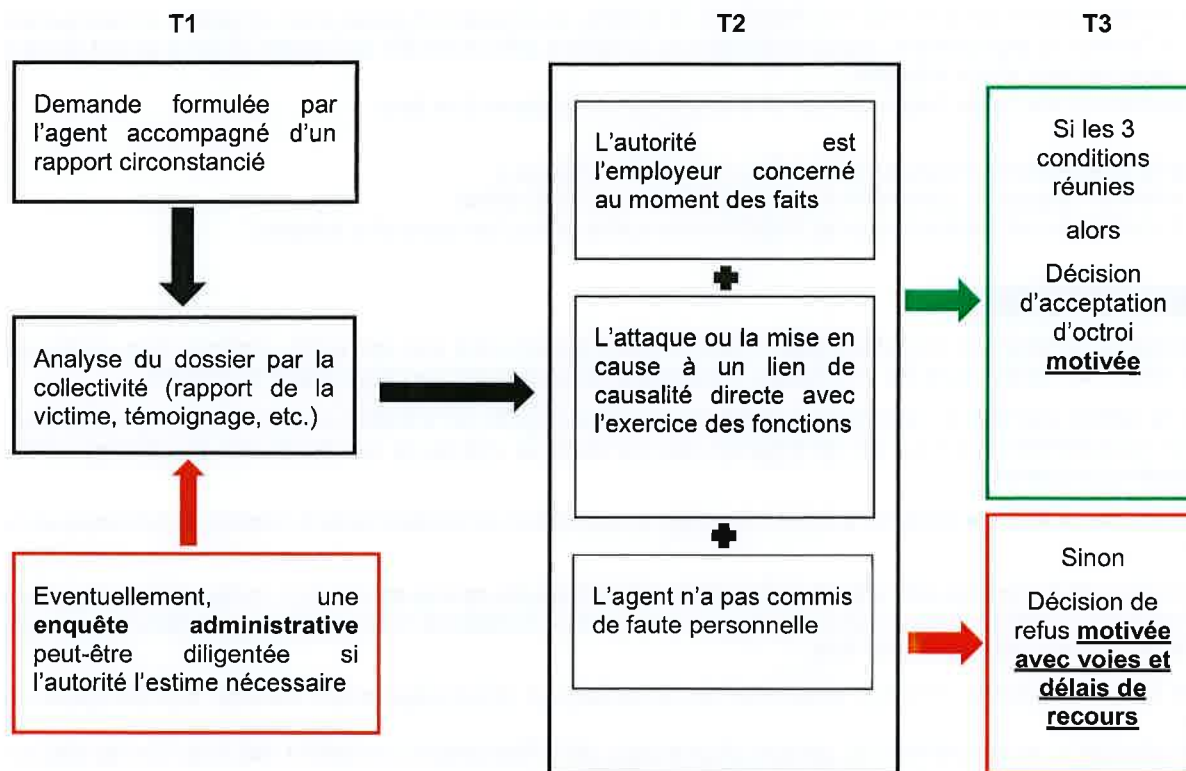 T1
Demande formulée par
l'agent accompagné d'un
rapport circonstancié
Analyse du dossier par la
collectivité (rapport de la
victime, témoignage, etc.)
Eventuellement, une
enquête administrative
peut-être diligentée si
l'autorité l'estime nécessaire
T2
L'autorité est
l'employeur concerné
au moment des faits
L'attaque ou la mise en
cause à un lien de
causalité directe avec
l'exercice des fonctions
L'agent n'a pas commis
de faute personnelle
T3
Si les 3
conditions
réunies
alors
Décision
d'acceptation
d'octroi
motivée
Sinon
Décision de
refus motivée
avec voies et
délais de
recours